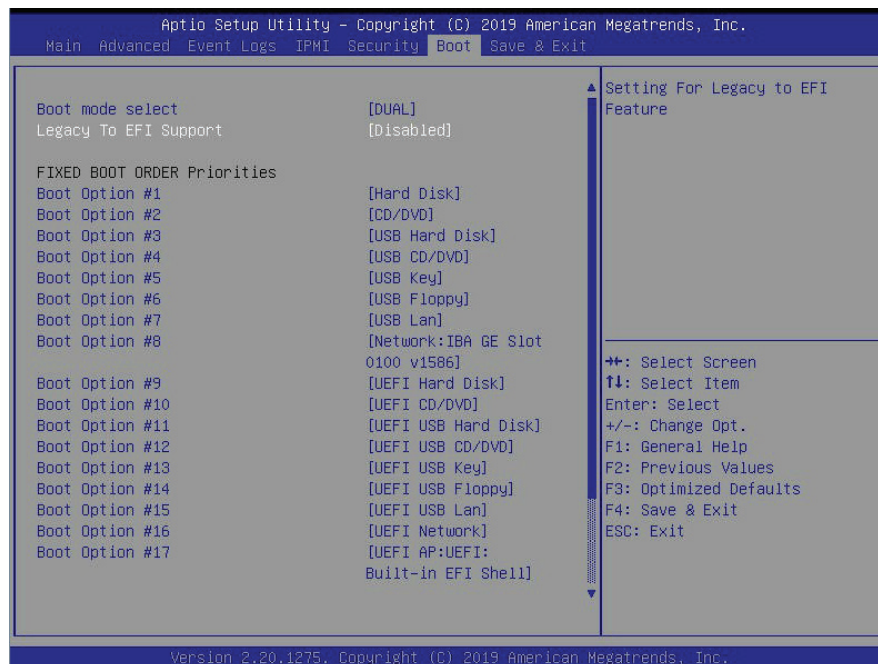 Aptio Setup Utility – Copyright (C) 2019 American Megatrends, Inc.
Main Advanced Event Logs IPMI Security Boot Save & Exit
Boot mode select [DUAL]
Legacy To EFI Support [Disabled]
FIXED BOOT ORDER Priorities
Boot Option #1 [Hard Disk]
Boot Option #2 [CD/DVD]
Boot Option #3 [USB Hard Disk]
Boot Option #4 [USB CD/DVD]
Boot Option #5 [USB Key]
Boot Option #6 [USB Floppy]
Boot Option #7 [USB Lan]
Boot Option #8 [Network:IBA GE Slot
0100 v1586]
Boot Option #9 [UEFI Hard Disk]
Boot Option #10 [UEFI CD/DVD]
Boot Option #11 [UEFI USB Hard Disk]
Boot Option #12 [UEFI USB CD/DVD]
Boot Option #13 [UEFI USB Key]
Boot Option #14 [UEFI USB Floppy]
Boot Option #15 [UEFI USB Lan]
Boot Option #16 [UEFI Network]
Boot Option #17 [UEFI AP:UEFI:
Built-in EFI Shell]
Setting For Legacy to EFI
Feature
→←: Select Screen
↑↓: Select Item
Enter: Select
+/-: Change Opt.
F1: General Help
F2: Previous Values
F3: Optimized Defaults
F4: Save & Exit
ESC: Exit
Version 2.20.1275. Copyright (C) 2019 American Megatrends, Inc.